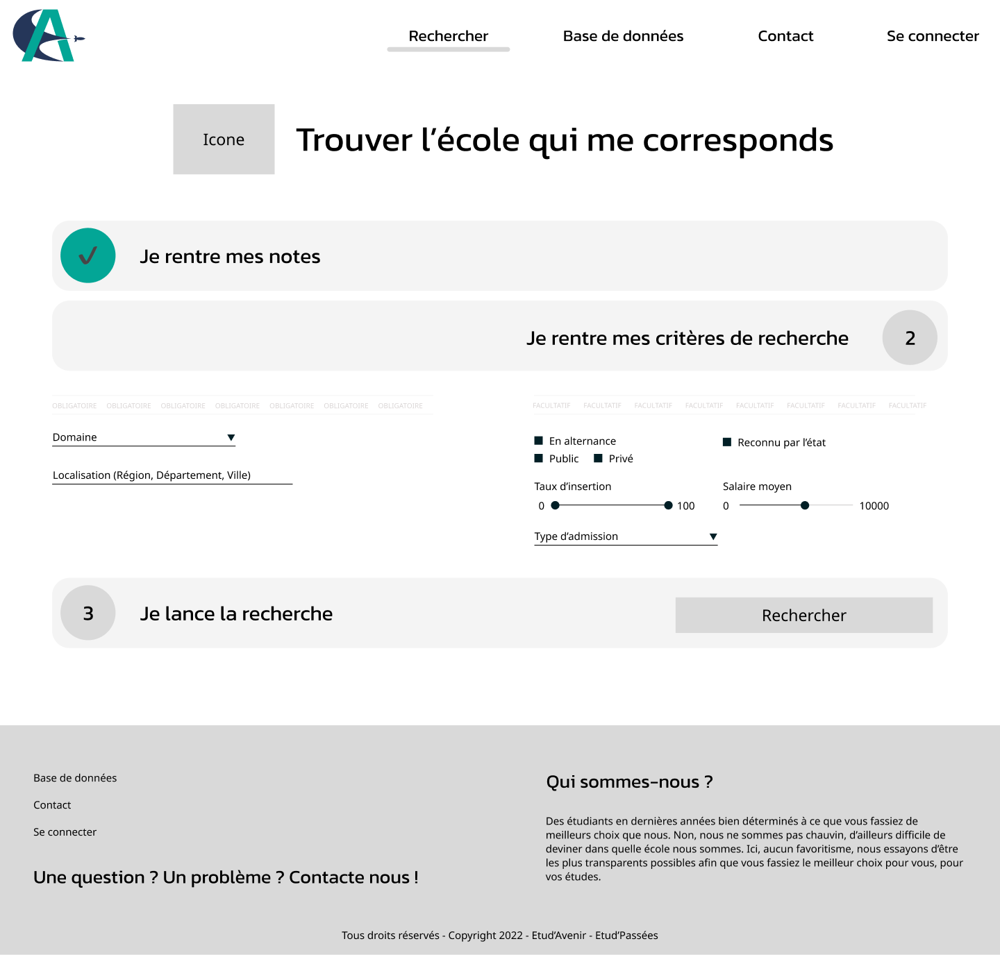 Rechercher Base de données Contact Se connecter
Icone
Trouver l’école qui me corresponds
Je rentre mes notes
Je rentre mes critères de recherche 2
OBLIGATOIRE OBLIGATOIRE OBLIGATOIRE OBLIGATOIRE OBLIGATOIRE OBLIGATOIRE OBLIGATOIRE
Domaine
Localisation (Région, Département, Ville)
FACULTATIF FACULTATIF FACULTATIF FACULTATIF FACULTATIF FACULTATIF FACULTATIF FACULTATIF
En alternance
Reconnu par l’état
Public Privé
Taux d’insertion
0 100
Salaire moyen
0 10000
Type d’admission
3 Je lance la recherche
Rechercher
Base de données
Contact
Se connecter
Une question ? Un problème ? Contacte nous !
Qui sommes-nous ?
Des étudiants en dernières années bien déterminés à ce que vous fassiez de
meilleurs choix que nous. Non, nous ne sommes pas chauvin, d’ailleurs difficile de
deviner dans quelle école nous sommes. Ici, aucun favoritisme, nous essayons d’être
les plus transparents possibles afin que vous fassiez le meilleur choix pour vous, pour
vos études.
Tous droits réservés - Copyright 2022 - Etud’Avenir - Etud’Passées